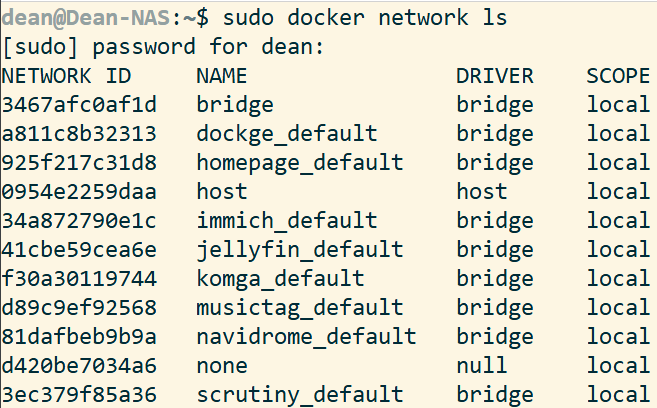 dean@Dean-NAS:~$ sudo docker network ls
[sudo] password for dean:
NETWORK ID     NAME                DRIVER    SCOPE
3467afc0af1d   bridge              bridge    local
a811c8b32313   dockge_default      bridge    local
925f217c31d8   homepage_default    bridge    local
0954e2259daa   host                host      local
34a872790e1c   immich_default      bridge    local
41cbe59cea6e   jellyfin_default    bridge    local
f30a30119744   komga_default       bridge    local
d89c9ef92568   musictag_default    bridge    local
81dafbeb9b9a   navidrome_default   bridge    local
d420be7034a6   none                null      local
3ec379f85a36   scrutiny_default    bridge    local